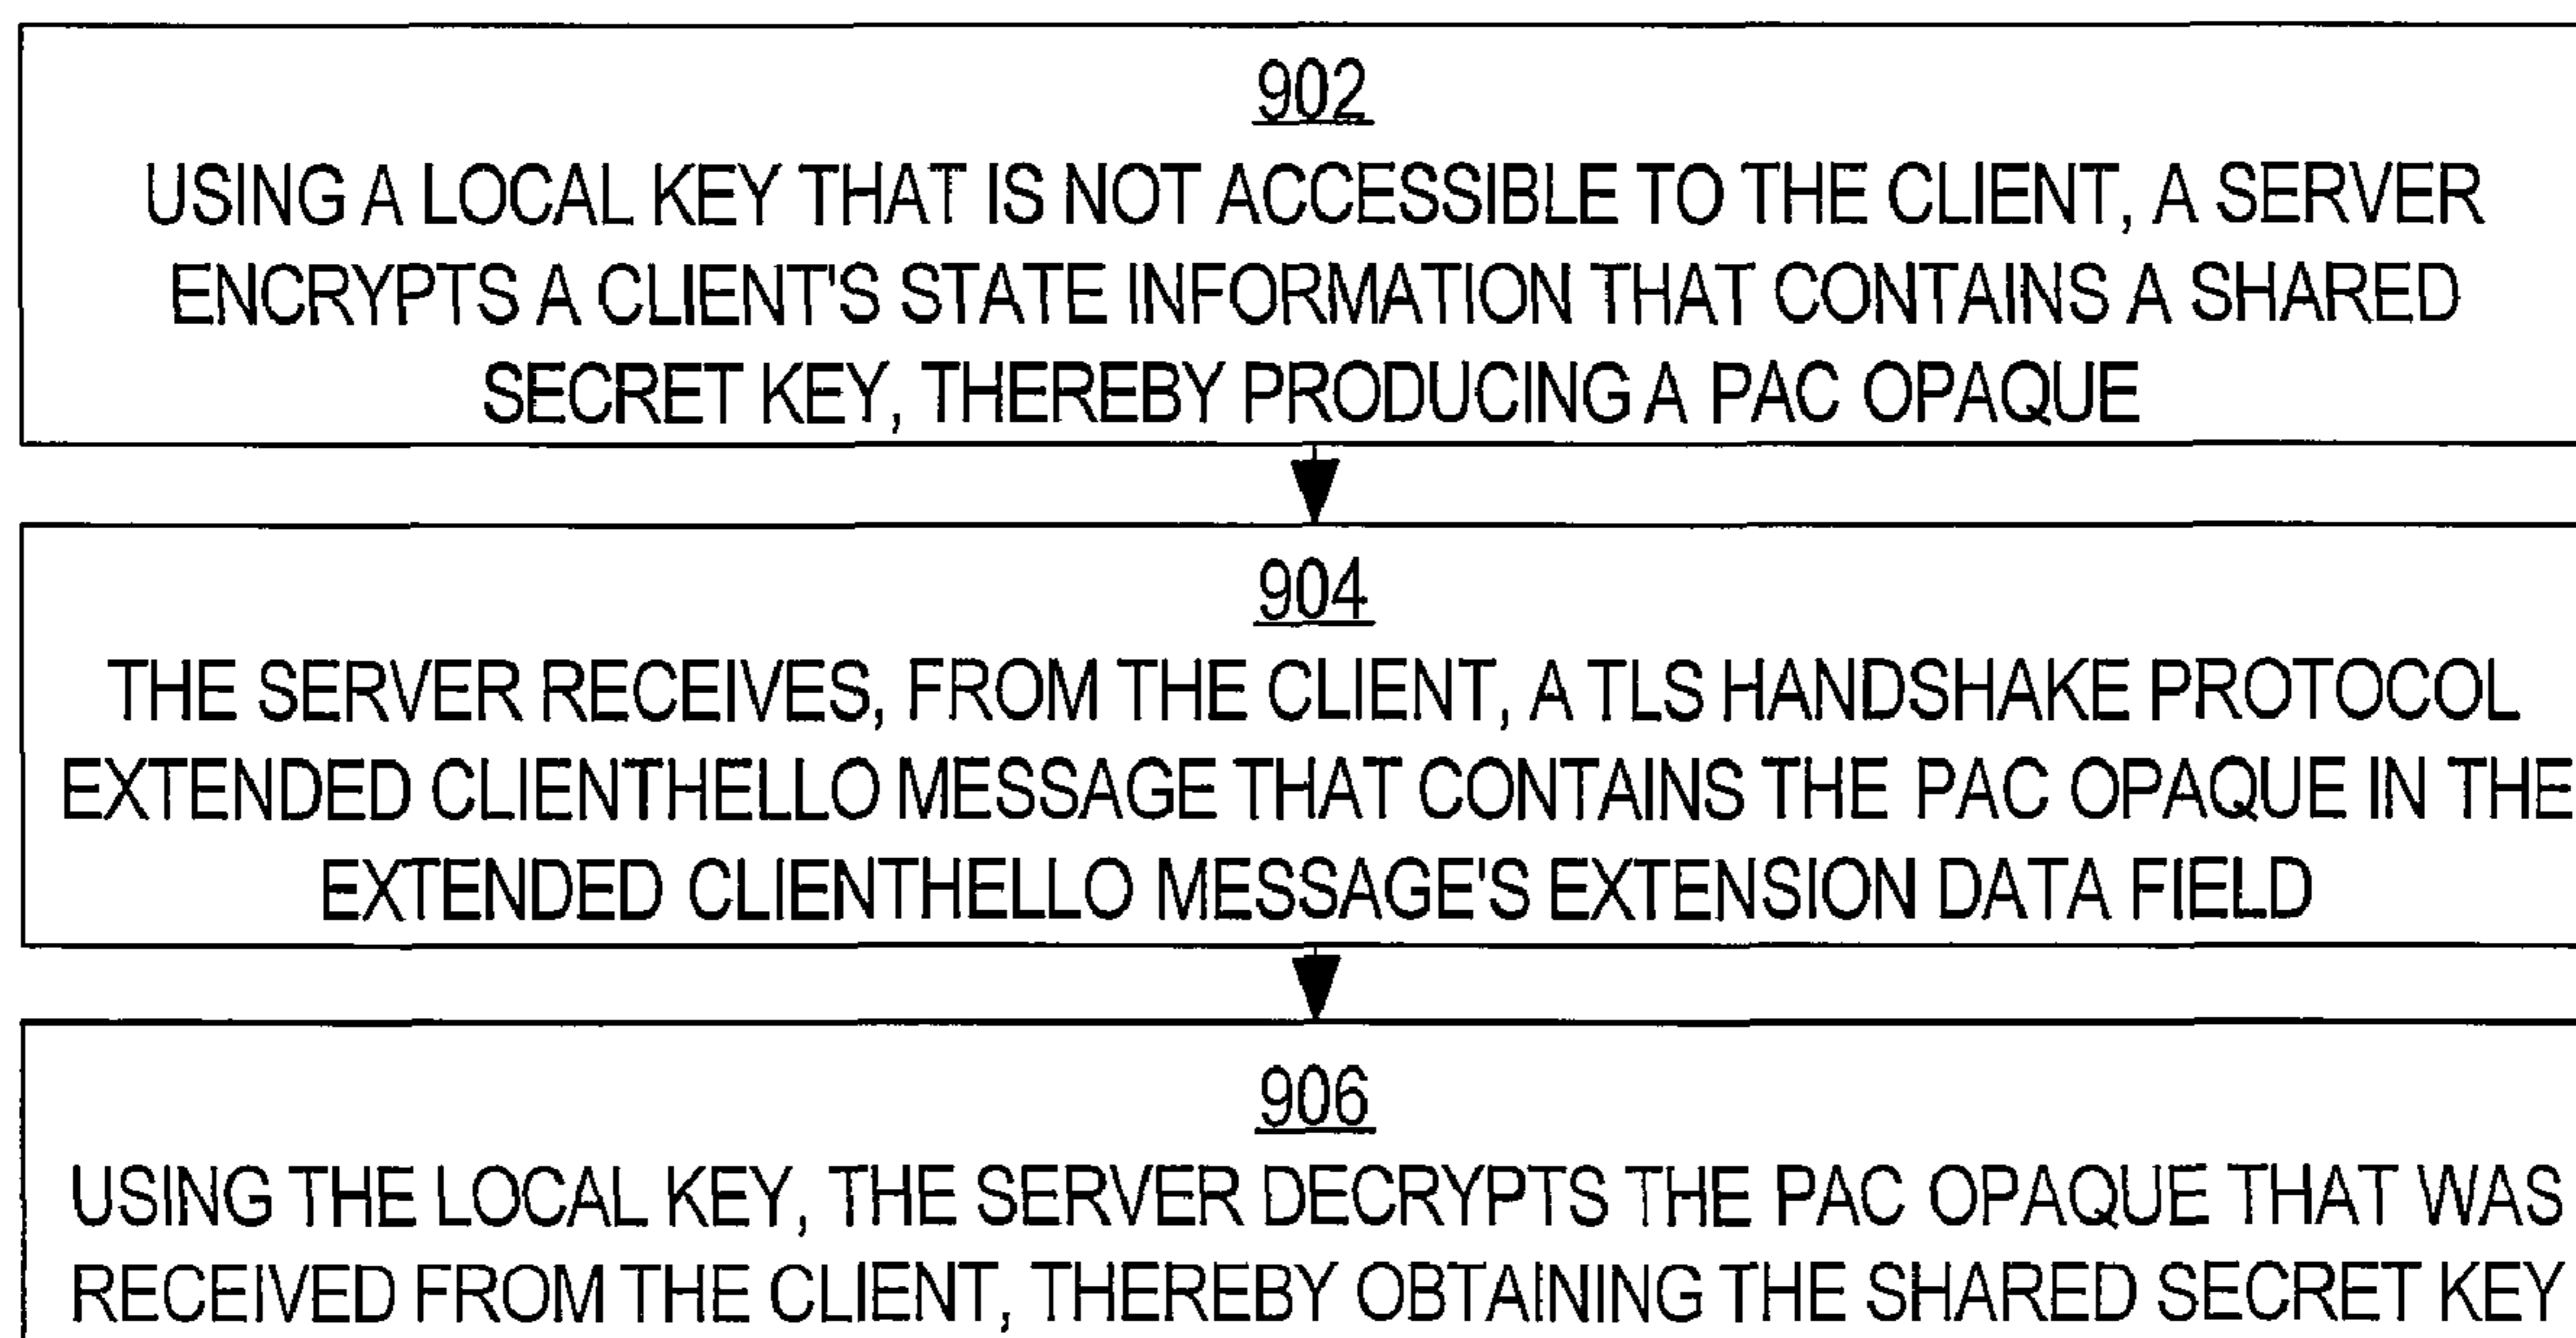 902
USING A LOCAL KEY THAT IS NOT ACCESSIBLE TO THE CLIENT, A SERVER
ENCRYPTS A CLIENT'S STATE INFORMATION THAT CONTAINS A SHARED
SECRET KEY, THEREBY PRODUCING A PAC OPAQUE
904
THE SERVER RECEIVES, FROM THE CLIENT, A TLS HANDSHAKE PROTOCOL
EXTENDED CLIENTHELLO MESSAGE THAT CONTAINS THE PAC OPAQUE IN THE
EXTENDED CLIENTHELLO MESSAGE'S EXTENSION DATA FIELD
906
USING THE LOCAL KEY, THE SERVER DECRYPTS THE PAC OPAQUE THAT WAS
RECEIVED FROM THE CLIENT, THEREBY OBTAINING THE SHARED SECRET KEY